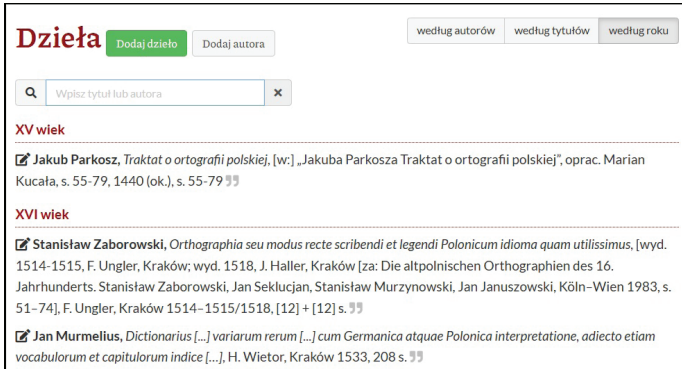 Dzieła Dodaj dzieło Dodaj autora według autorów według tytułów według roku
Wpisz tytuł lub autora
XV wiek
Jakub Parkosz, Traktat o ortografii polskiej, [w:] „Jakuba Parkosza Traktat o ortografii polskiej”, oprac. Marian
Kucała, s. 55-79, 1440 (ok.), s. 55-79
XVI wiek
Stanisław Zaborowski, Orthographia seu modus recte scribendi et legendi Polonicum idioma quam utilissimus, [wyd.
1514-1515, F. Ungler, Kraków; wyd. 1518, J. Haller, Kraków [za: Die altpolnischen Orthographien des 16.
Jahrhunderts. Stanisław Zaborowski, Jan Seklucjan, Stanisław Murzynowski, Jan Januszowski, Köln–Wien 1983, s.
51–74], F. Ungler, Kraków 1514–1515/1518, [12] + [12] s.
Jan Murmelius, Dictionarius [...] variarum rerum [...] cum Germanica atquae Polonica interpretatione, adiecto etiam
vocabulorum et capitulorum indice [...], H. Wietor, Kraków 1533, 208 s.